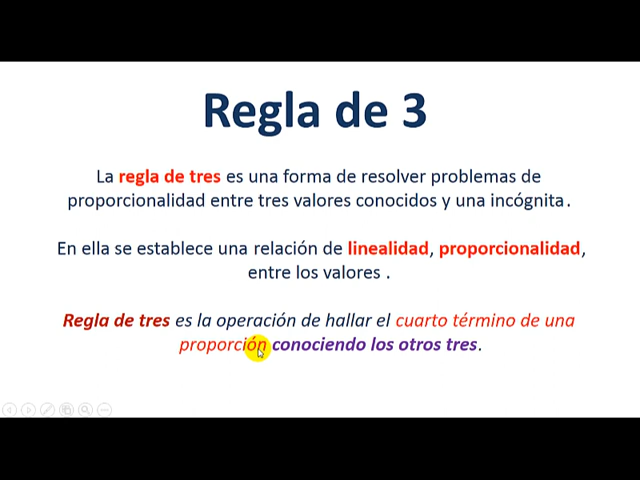 Regla de 3
La regla de tres es una forma de resolver problemas de
proporcionalidad entre tres valores conocidos y una incógnita.
En ella se establece una relación de linealidad, proporcionalidad,
entre los valores .
Regla de tres es la operación de hallar el cuarto término de una
proporción conociendo los otros tres.